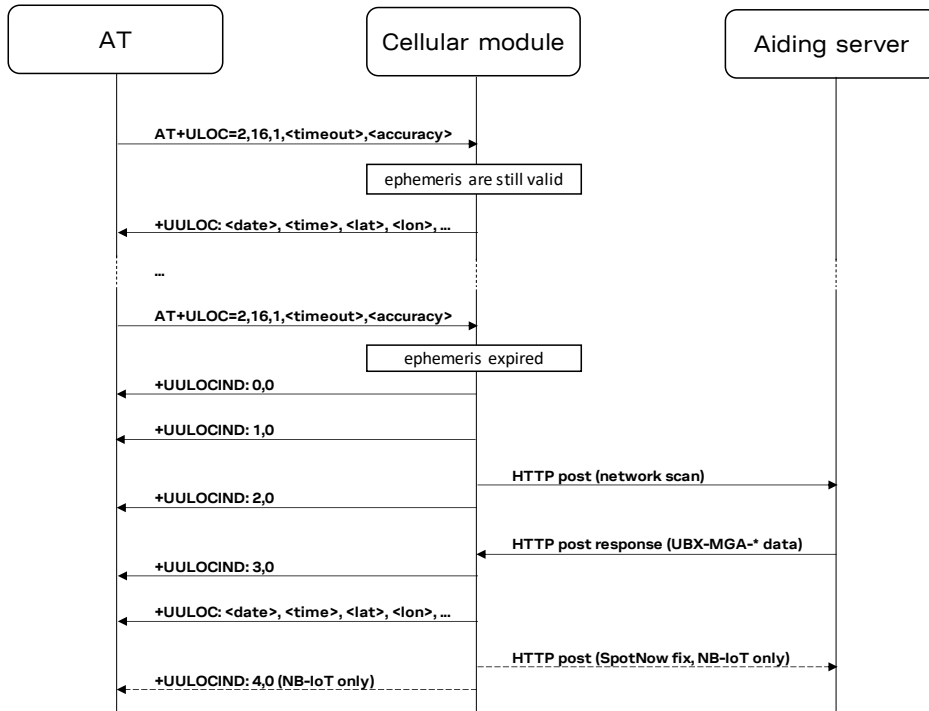 AT
Cellular module
Aiding server
AT+ULOC=2,16,1,<timeout>,<accuracy>
ephemeris are still valid
+UULOC: <date>, <time>, <lat>, <lon>, ...
...
AT+ULOC=2,16,1,<timeout>,<accuracy>
ephemeris expired
+UULOCIND: 0,0
+UULOCIND: 1,0
HTTP post (network scan)
+UULOCIND: 2,0
HTTP post response (UBX-MGA-* data)
+UULOCIND: 3,0
+UULOC: <date>, <time>, <lat>, <lon>, ...
HTTP post (SpotNow fix, NB-IoT only)
+UULOCIND: 4,0 (NB-IoT only)